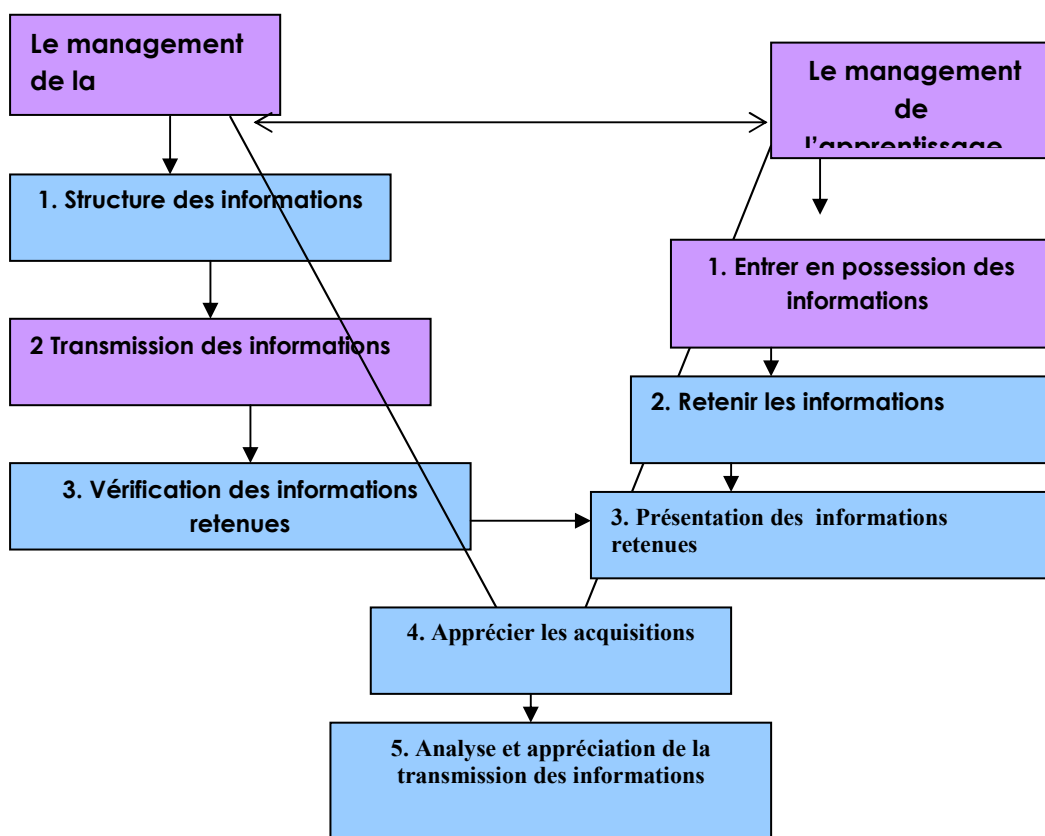 Le management
de la
Le management
de
l’apprentissage
1. Structure des informations
1. Entrer en possession des
informations
2 Transmission des informations
2. Retenir les informations
3. Vérification des informations
retenues
3. Présentation des informations
retenues
4. Apprécier les acquisitions
5. Analyse et appréciation de la
transmission des informations